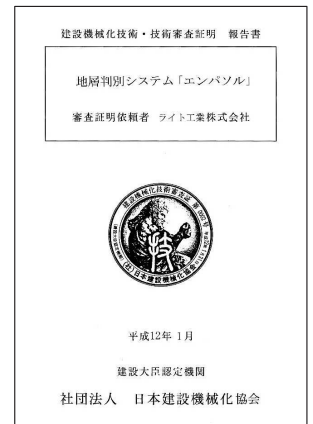 建設機械化技術・技術審査証明　報告書
地層判別システム「エンパソル」
審査証明依頼者　ライト工業株式会社
技
平成12年 1月
建設大臣認定機関
社団法人　日本建設機械化協会